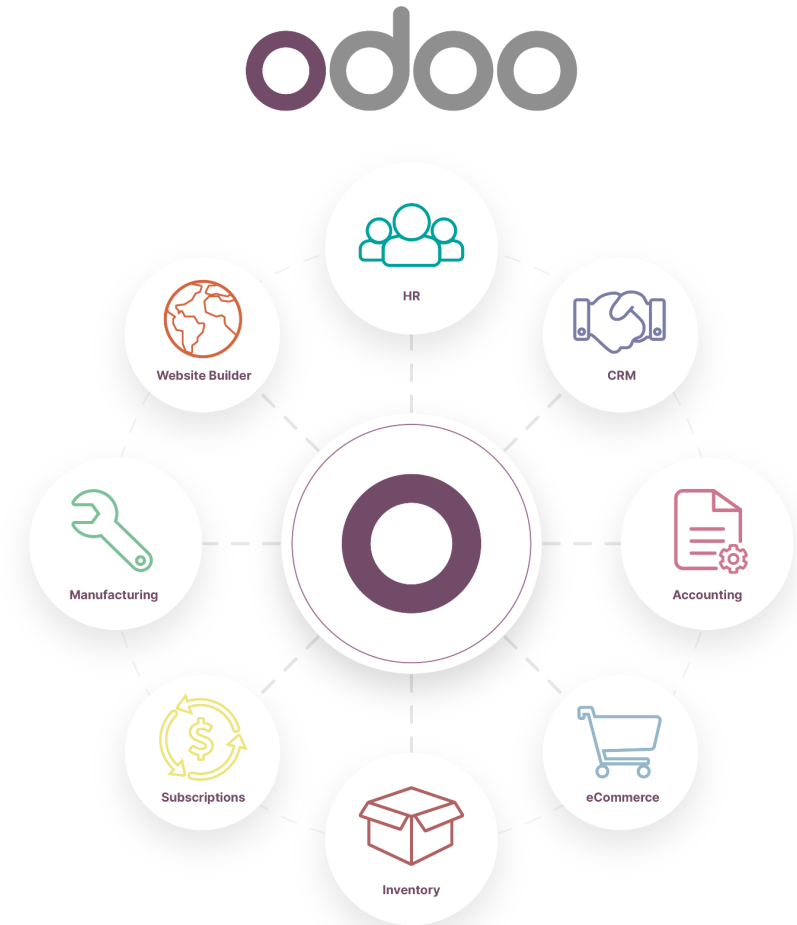 odoo
HR
CRM
Website Builder
Manufacturing
Accounting
Subscriptions
eCommerce
Inventory